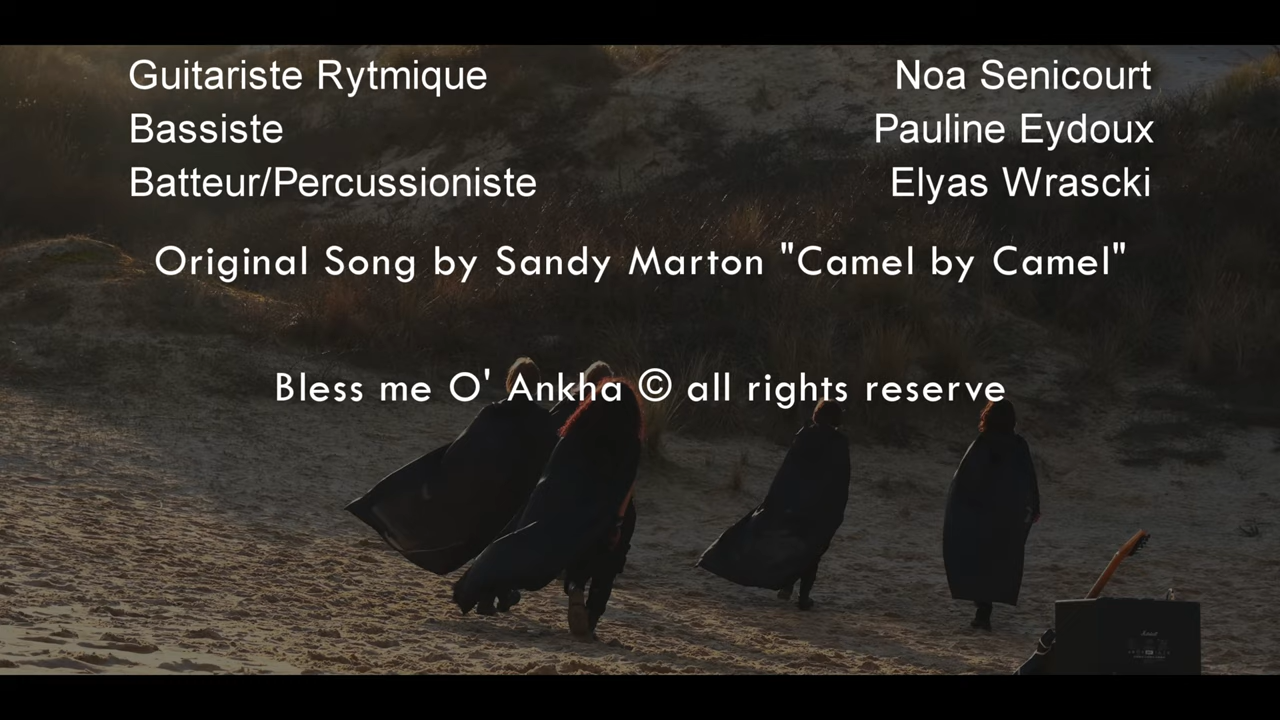 Guitariste Rytmique Noa Senicourt
Bassiste Pauline Eydoux
Batteur/Percussioniste Elyas Wrascki
Original Song by Sandy Marton "Camel by Camel"
Bless me O' Ankha © all rights reserve
Marshall